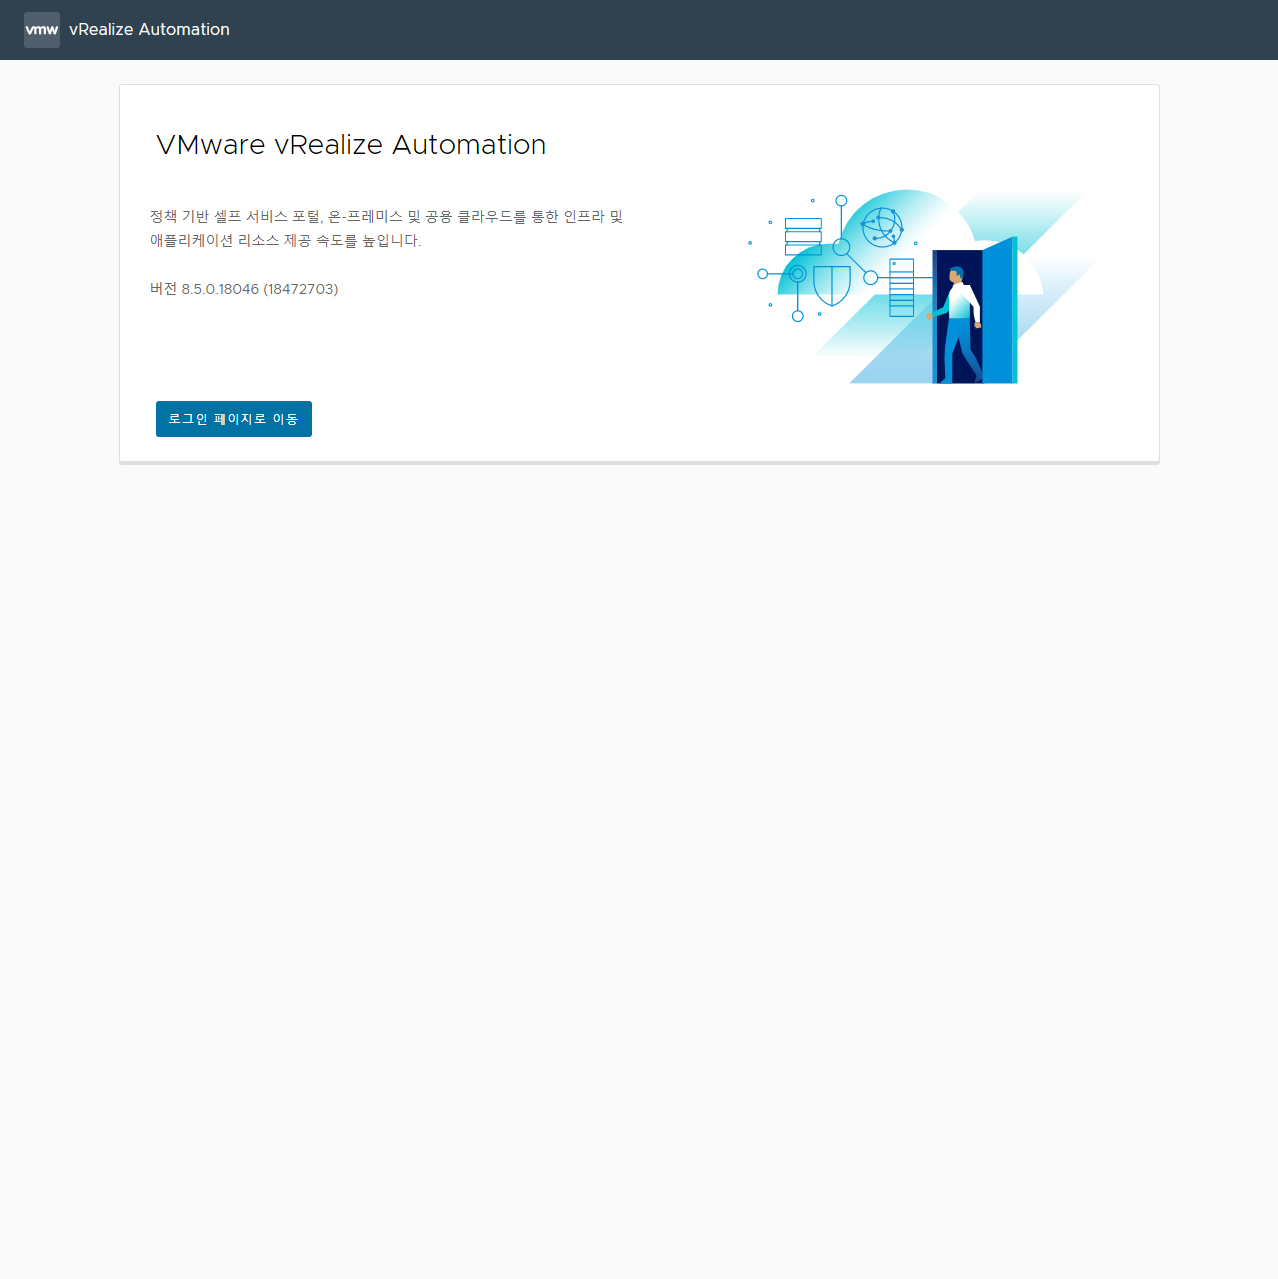 vmw vRealize Automation
VMware vRealize Automation
정책 기반 셀프 서비스 포털, 온-프레미스 및 공용 클라우드를 통한 인프라 및
애플리케이션 리소스 제공 속도를 높입니다.
버전 8.5.0.18046 (18472703)
로그인 페이지로 이동